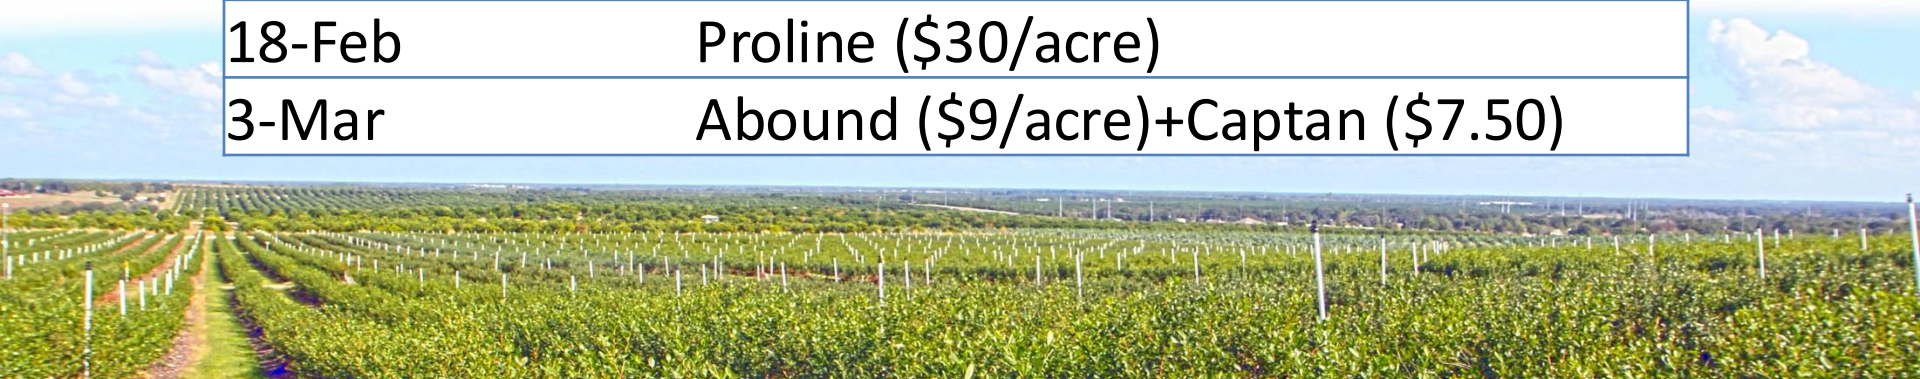 18-Feb Proline ($30/acre)
3-Mar Abound ($9/acre)+Captan ($7.50)